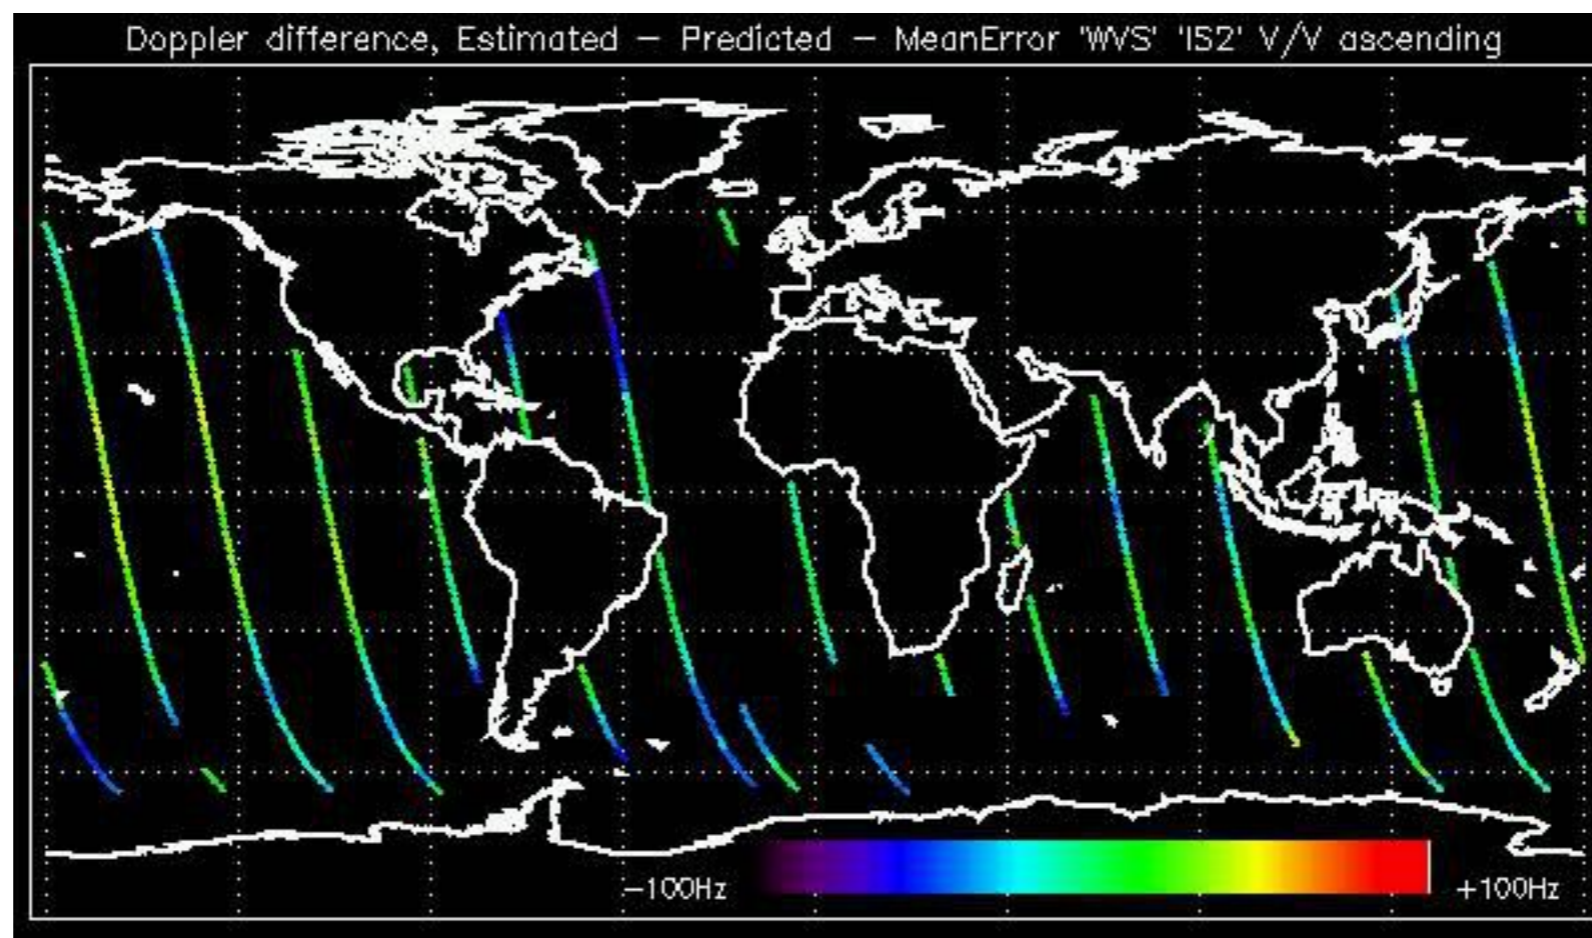 Doppler difference, Estimated – Predicted – MeanError 'WVS' 'IS2' V/V ascending
–100Hz
+100Hz